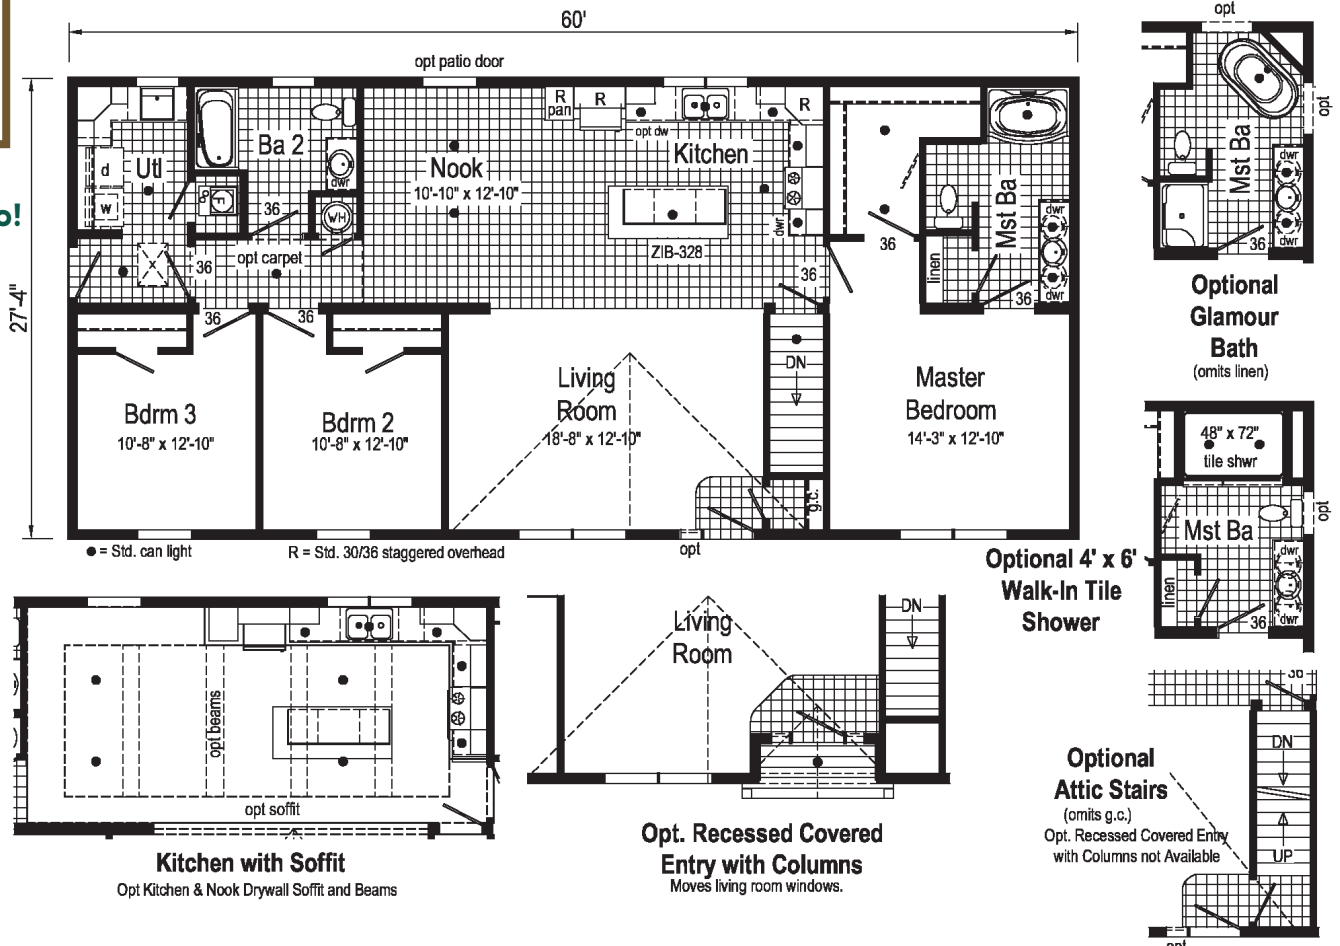 60'
opt
opt patio door
o!
27'-4"
Utl
d
w
Ba 2
dwr
F
WH
36
opt carpet
36
36
36
Nook
10'-10" x 12'-10"
R
pan
R
opt dw
R
Kitchen
dwr
ZIB-328
36
36
linen
Mst Ba
dwr
dwr
36
Bdrm 3
10'-8" x 12'-10"
Bdrm 2
10'-8" x 12'-10"
Living
Room
18'-8" x 12'-10"
DN
g.c.
Master
Bedroom
14'-3" x 12'-10"
opt
● = Std. can light
R = Std. 30/36 staggered overhead
opt
Mst Ba
dwr
dwr
36
Optional
Glamour
Bath
(omits linen)
48" x 72"
tile shwr
opt
Mst Ba
linen
dwr
dwr
36
Optional 4' x 6'
Walk-In Tile
Shower
opt beams
opt soffit
Kitchen with Soffit
Opt Kitchen & Nook Drywall Soffit and Beams
Living
Room
DN
Opt. Recessed Covered
Entry with Columns
Moves living room windows.
36
DN
UP
Optional
Attic Stairs
(omits g.c.)
Opt. Recessed Covered Entry
with Columns not Available
opt